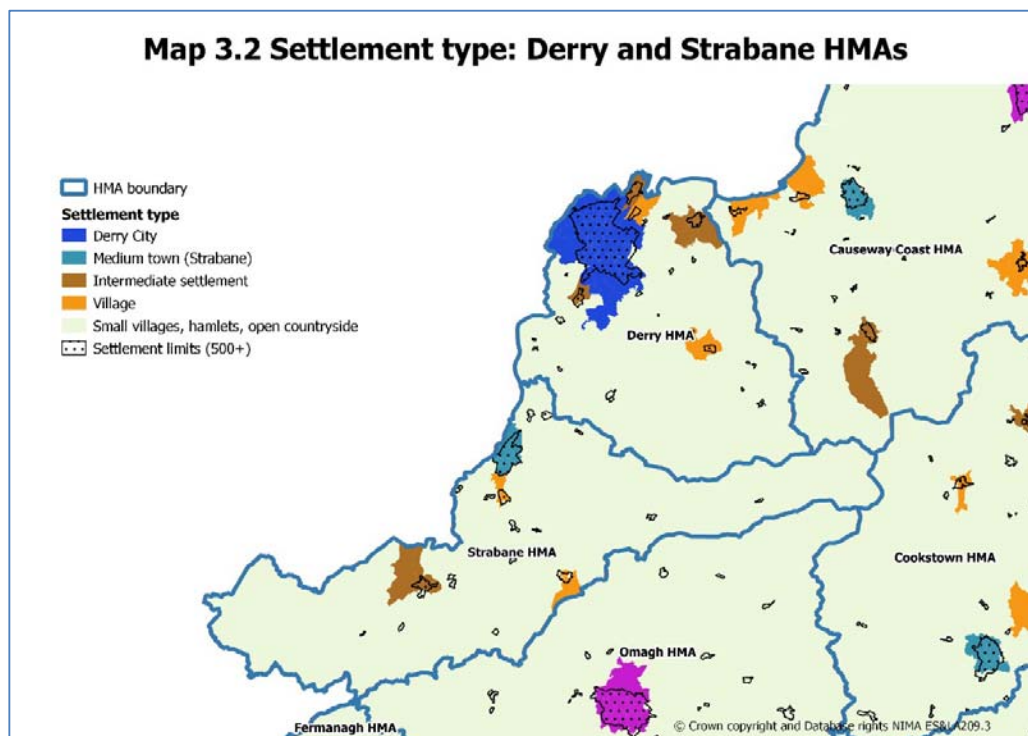 Map 3.2 Settlement type: Derry and Strabane HMAs
HMA boundary
Settlement type
Derry City
Medium town (Strabane)
Intermediate settlement
Village
Small villages, hamlets, open countryside
Settlement limits (500+)
Causeway Coast HMA
Derry HMA
Strabane HMA
Cookstown HMA
Omagh HMA
Fermanagh HMA
© Crown copyright and Database rights NIMA ES&LA209.3